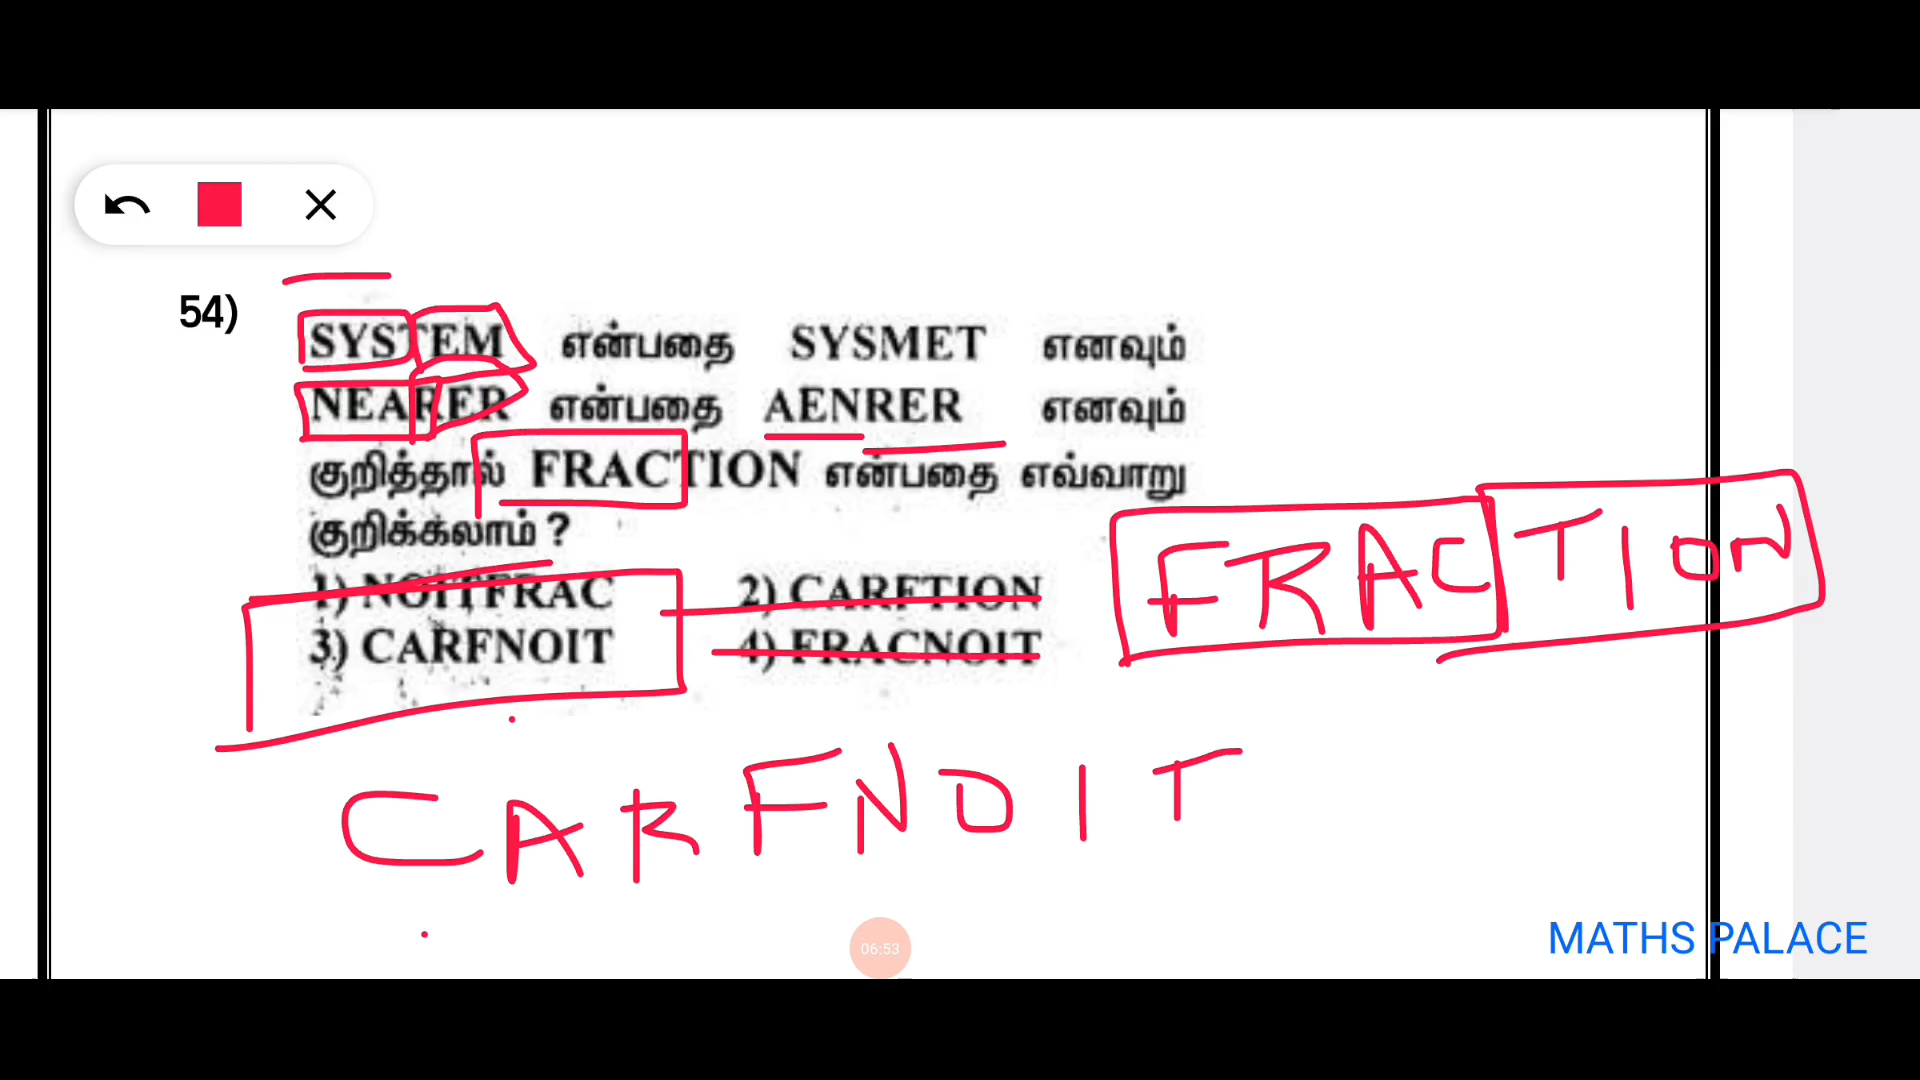 54)
SYSTEM என்பதை SYSMET எனவும்
NEARER என்பதை AENRER எனவும்
குறித்தால் FRACTION என்பதை எவ்வாறு
குறிக்கலாம் ?
1) NOITFRAC 2) CARFTION
3) CARFNOIT 4) FRACNOIT
FRACTION
CARFNOIT
06:53
MATHS PALACE